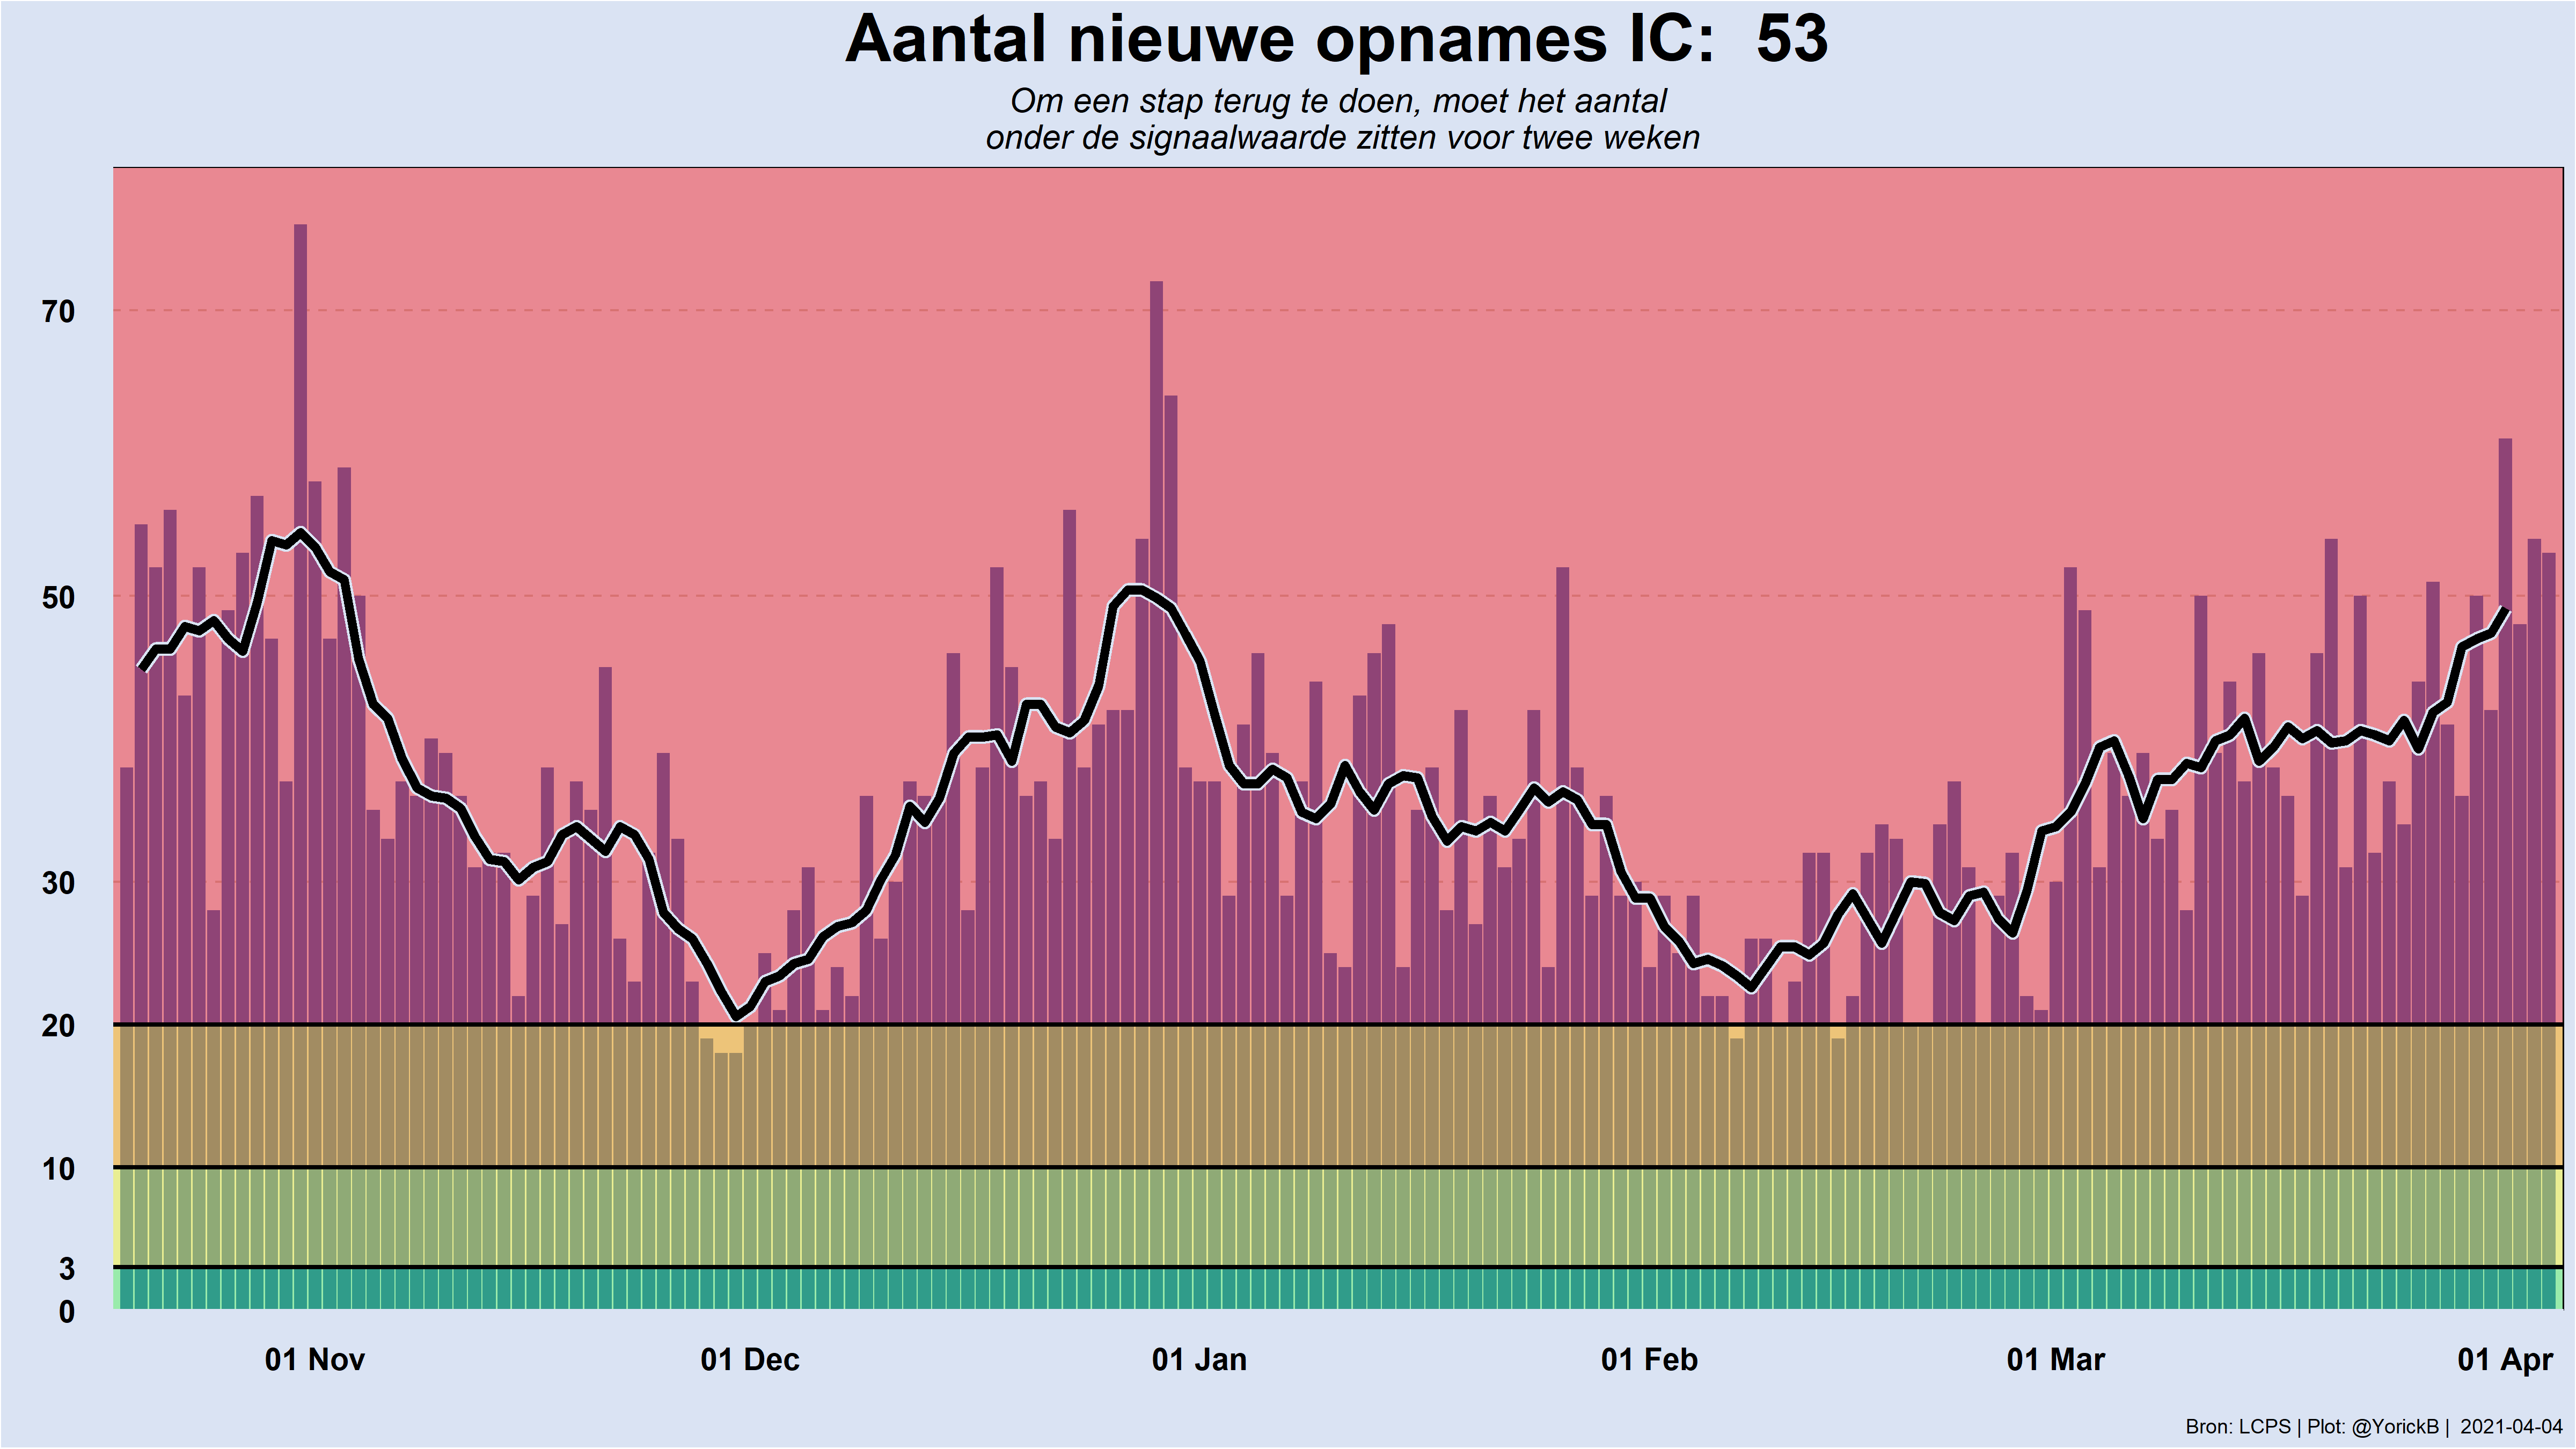 Aantal nieuwe opnames IC:  53
Om een stap terug te doen, moet het aantal
onder de signaalwaarde zitten voor twee weken
70
50
30
20
10
3
0
01 Nov
01 Dec
01 Jan
01 Feb
01 Mar
01 Apr
Bron: LCPS | Plot: @YorickB |  2021-04-04